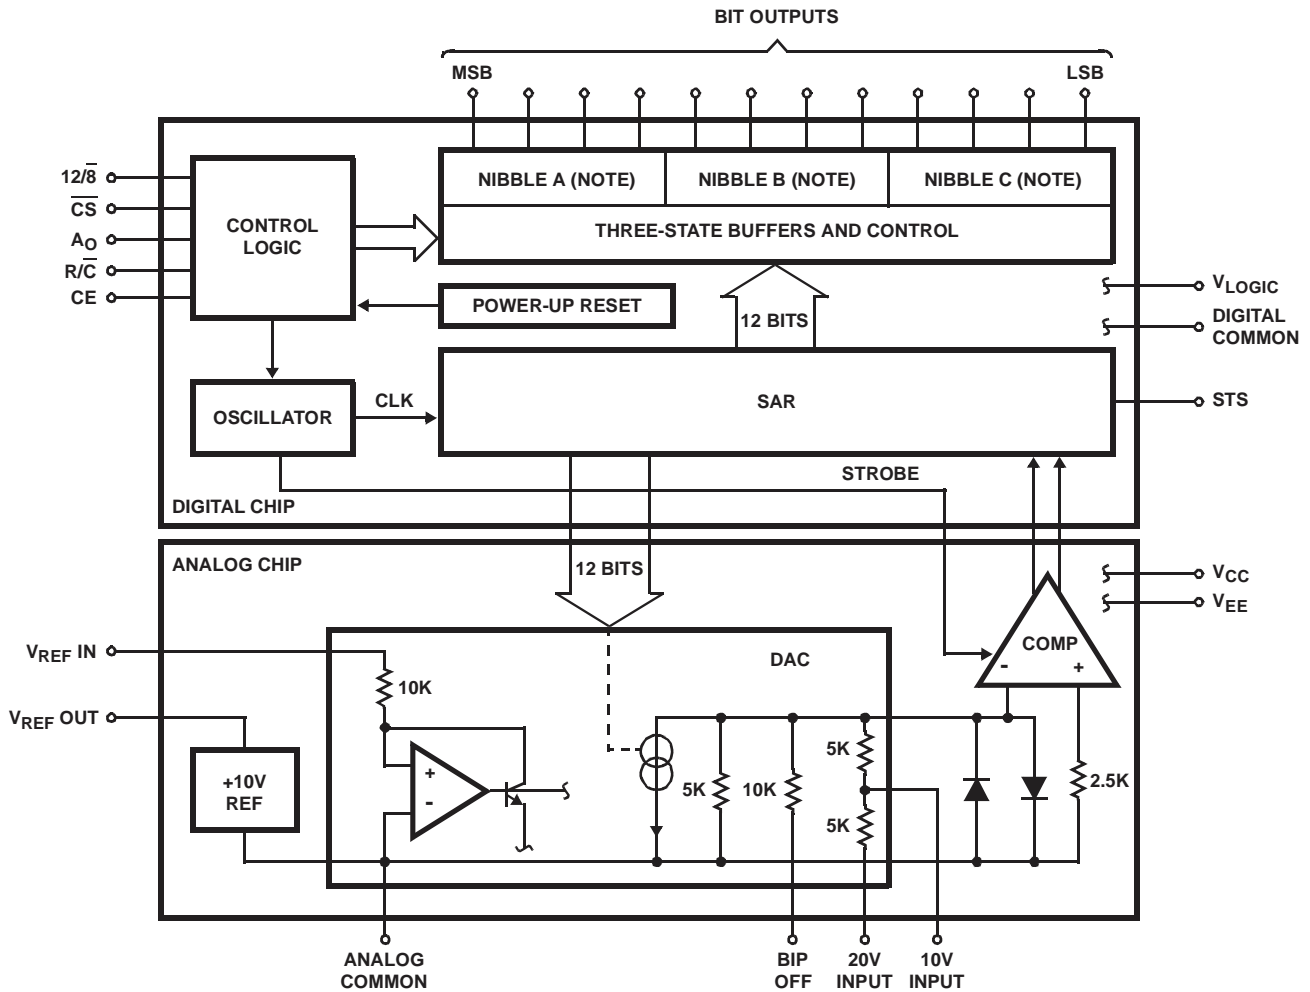 BIT OUTPUTS
MSB
LSB
12/8̅
C̅S̅
AO
R/C̅
CE
CONTROL
LOGIC
NIBBLE A (NOTE)
NIBBLE B (NOTE)
NIBBLE C (NOTE)
THREE-STATE BUFFERS AND CONTROL
POWER-UP RESET
12 BITS
VLOGIC
DIGITAL
COMMON
OSCILLATOR
CLK
SAR
STS
STROBE
DIGITAL CHIP
ANALOG CHIP
12 BITS
VCC
VEE
COMP
- +
VREF IN
DAC
10K
VREF OUT
+10V
REF
+
-
5K
10K
5K
5K
2.5K
ANALOG
COMMON
BIP
OFF
20V
INPUT
10V
INPUT